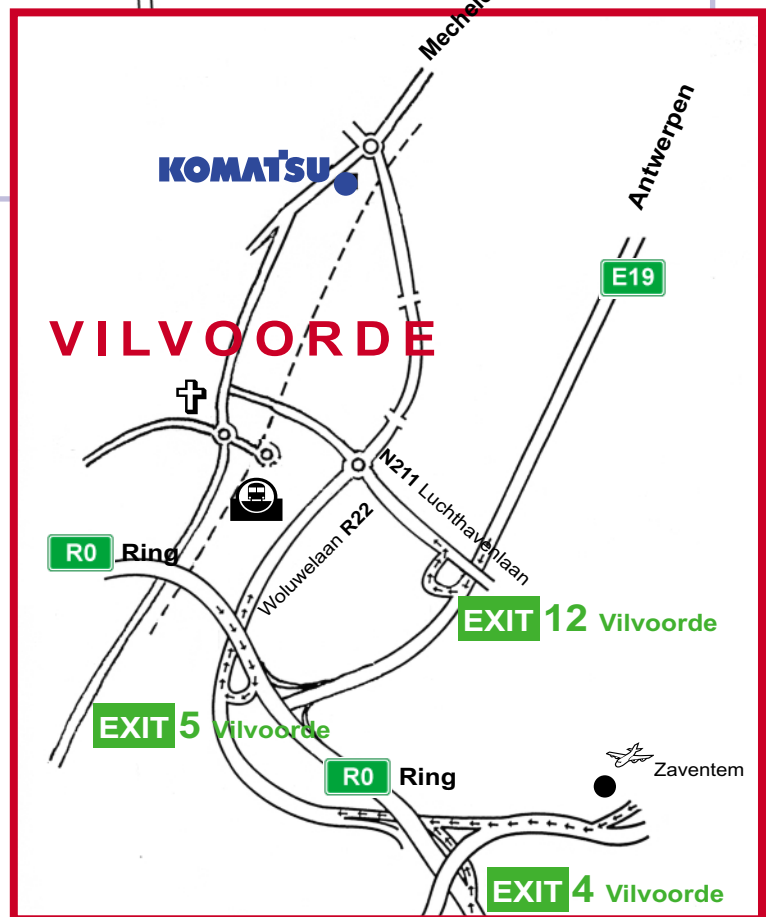 Mechele
KOMATSU
Antwerpen
E19
VILVOORDE
N211 Luchthavenlaan
Woluwelaan R22
R0 Ring
EXIT 12 Vilvoorde
EXIT 5 Vilvoorde
R0 Ring
Zaventem
EXIT 4 Vilvoorde